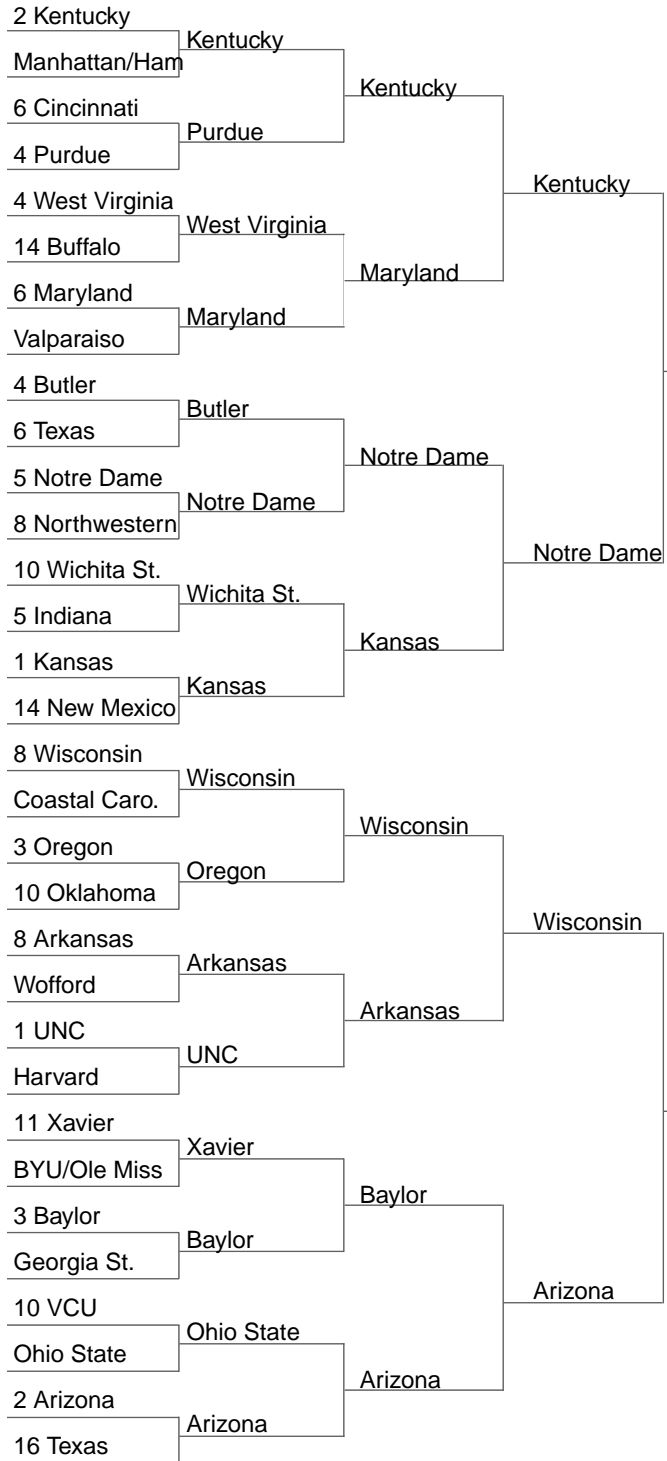 2 Kentucky
Manhattan/Ham
6 Cincinnati
4 Purdue
4 West Virginia
14 Buffalo
6 Maryland
Valparaiso
4 Butler
6 Texas
5 Notre Dame
8 Northwestern
10 Wichita St.
5 Indiana
1 Kansas
14 New Mexico
8 Wisconsin
Coastal Caro.
3 Oregon
10 Oklahoma
8 Arkansas
Wofford
1 UNC
Harvard
11 Xavier
BYU/Ole Miss
3 Baylor
Georgia St.
10 VCU
Ohio State
2 Arizona
16 Texas
Kentucky
Purdue
West Virginia
Maryland
Butler
Notre Dame
Wichita St.
Kansas
Wisconsin
Oregon
Arkansas
UNC
Xavier
Baylor
Ohio State
Arizona
Kentucky
Maryland
Notre Dame
Kansas
Wisconsin
Arkansas
Baylor
Arizona
Kentucky
Notre Dame
Wisconsin
Arizona